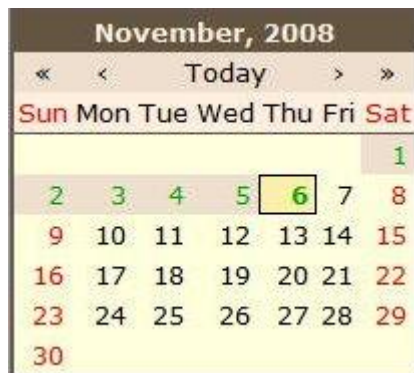 November, 2008
« ‹ Today › »
Sun Mon Tue Wed Thu Fri Sat
1
2 3 4 5 6 7 8
9 10 11 12 13 14 15
16 17 18 19 20 21 22
23 24 25 26 27 28 29
30